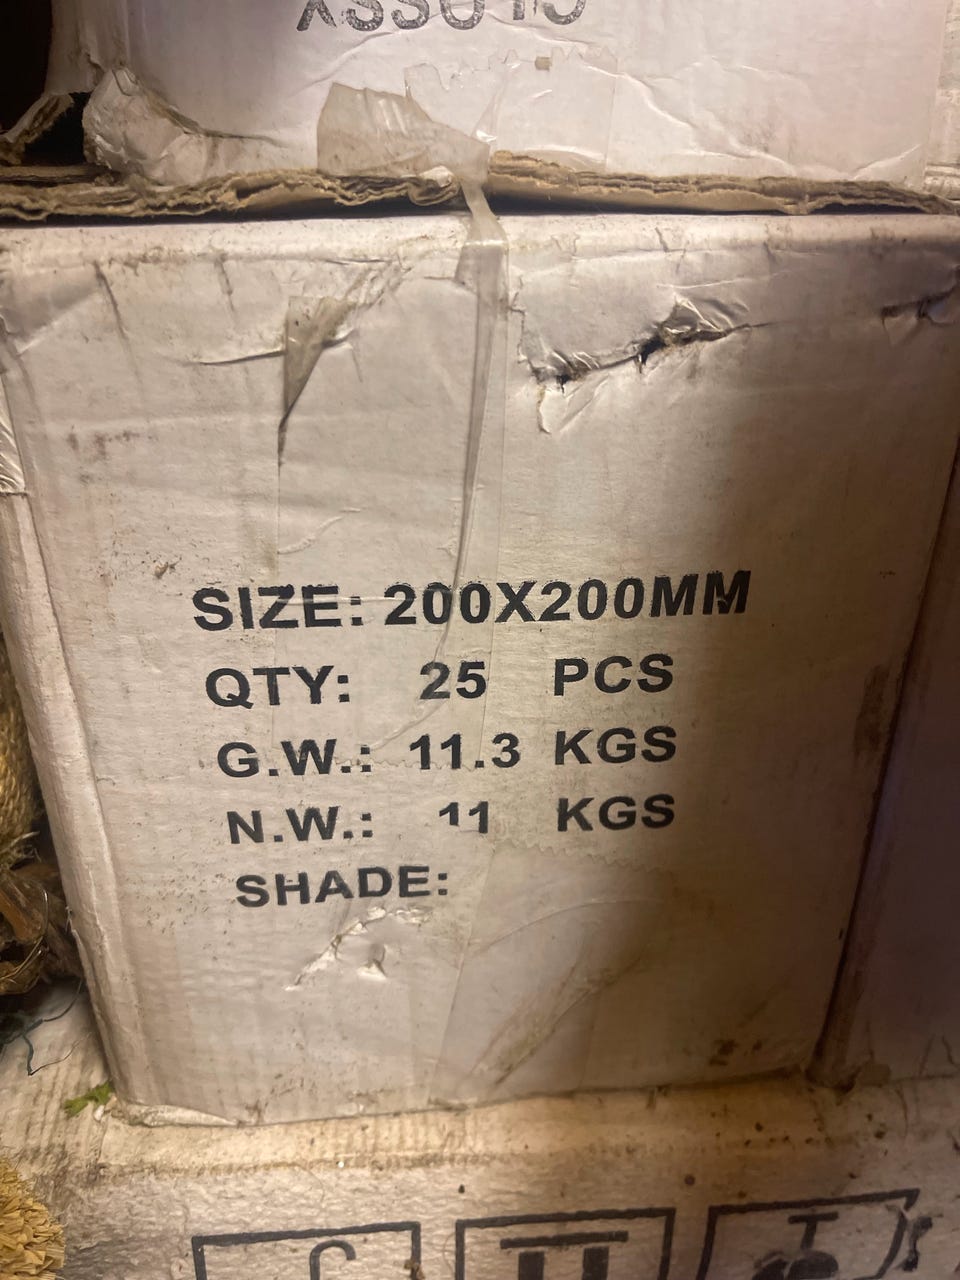 SIZE: 200X200MM
QTY: 25 PCS
G.W.: 11.3 KGS
N.W.: 11 KGS
SHADE: